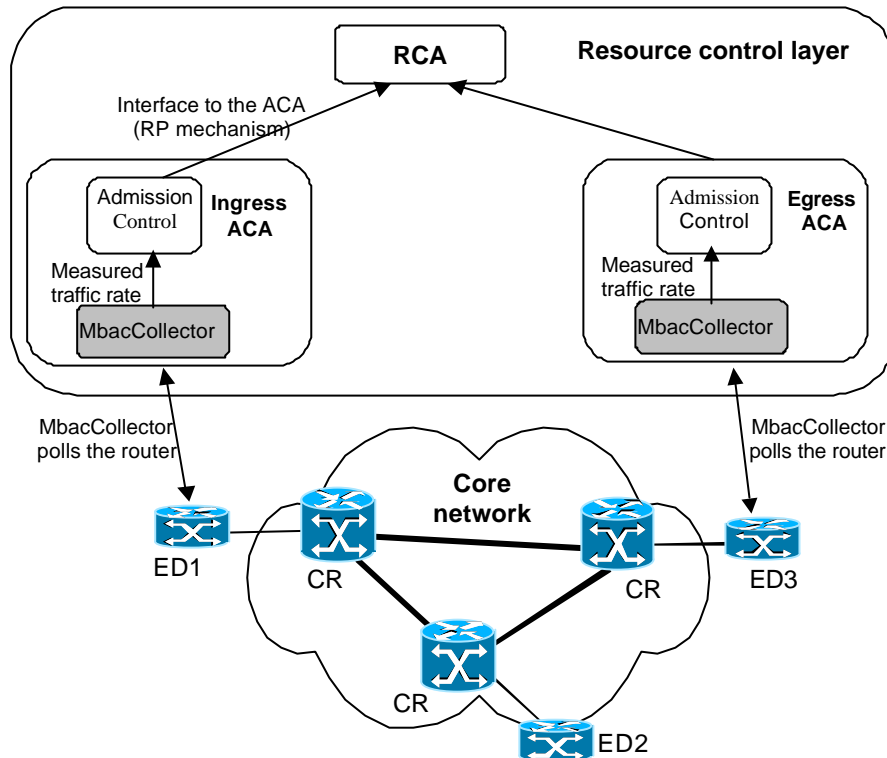 RCA
Resource control layer
Interface to the ACA
(RP mechanism)
Admission
Control
Ingress
ACA
Measured
traffic rate
MbacCollector
Admission
Control
Egress
ACA
Measured
traffic rate
MbacCollector
MbacCollector
polls the router
MbacCollector
polls the router
Core
network
ED1
CR
CR
ED3
CR
ED2